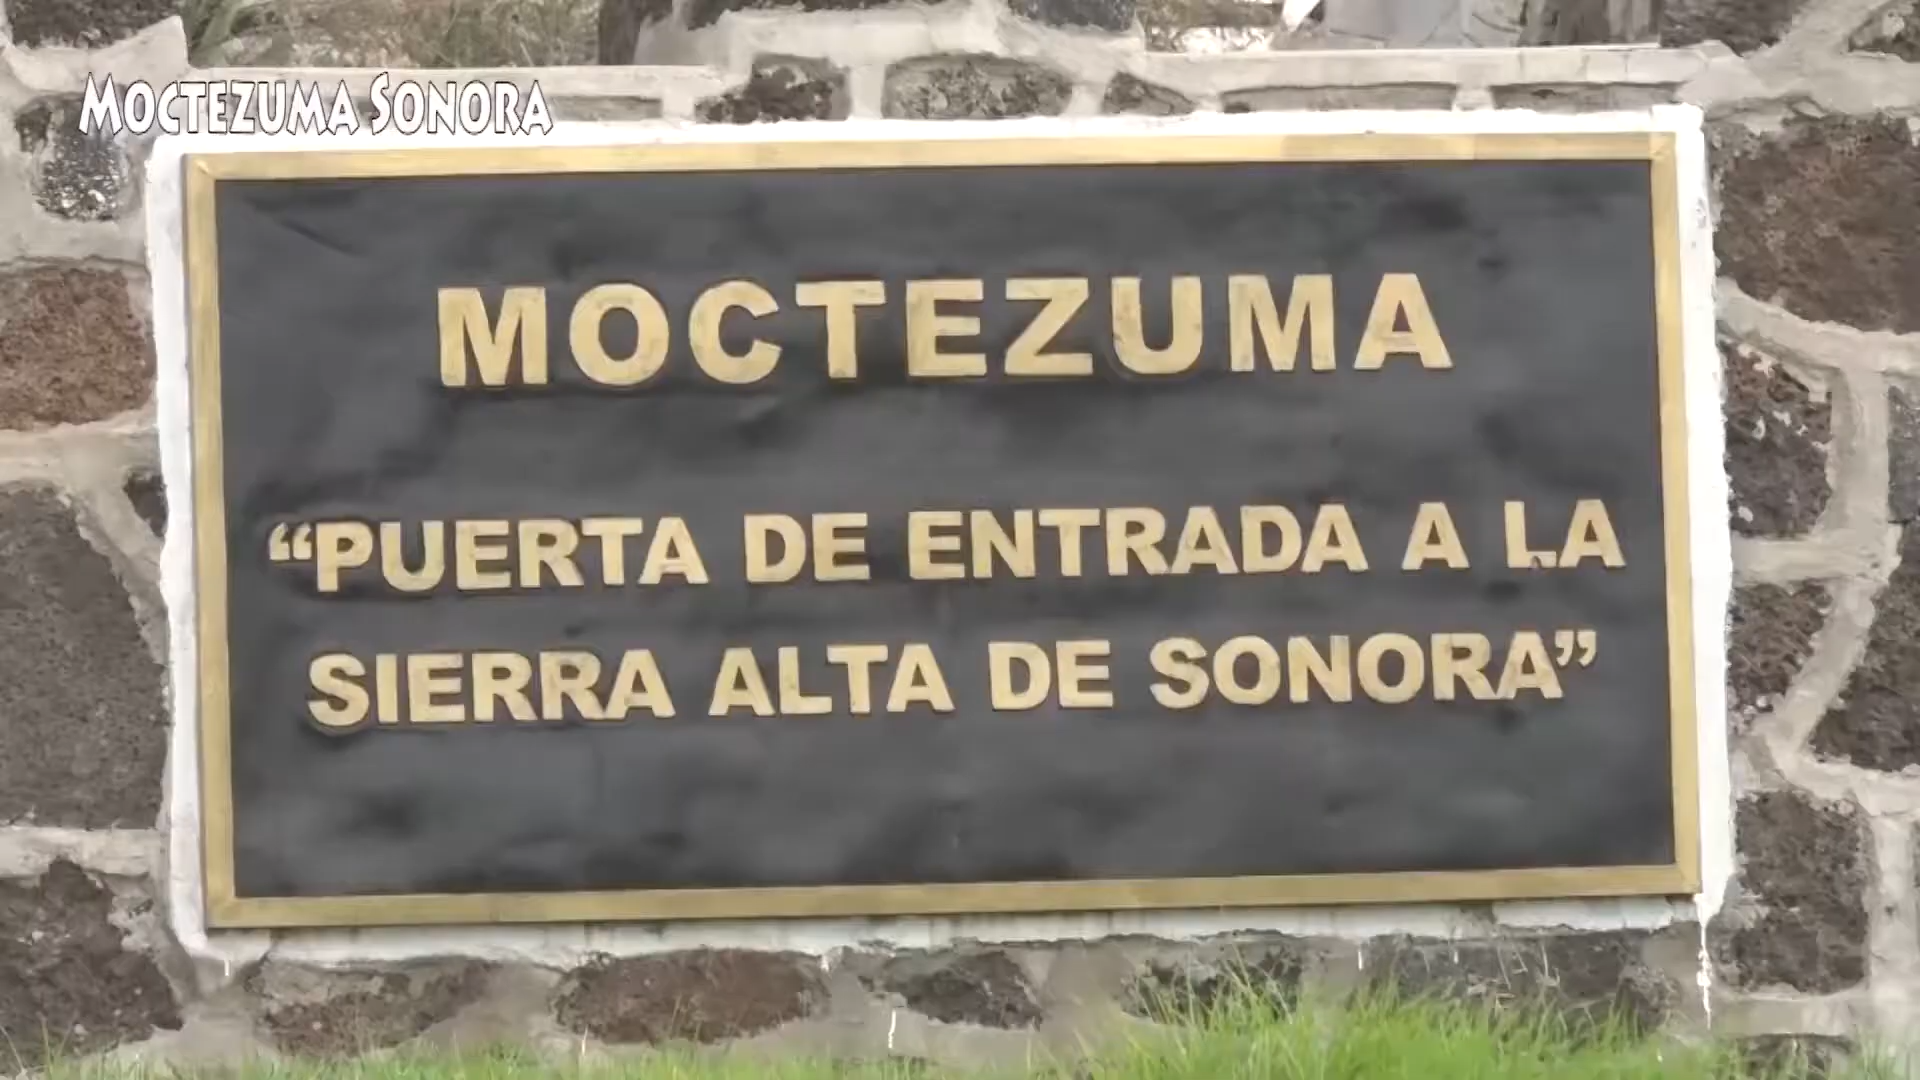 MOCTEZUMA SONORA
MOCTEZUMA
“PUERTA DE ENTRADA A LA
SIERRA ALTA DE SONORA”